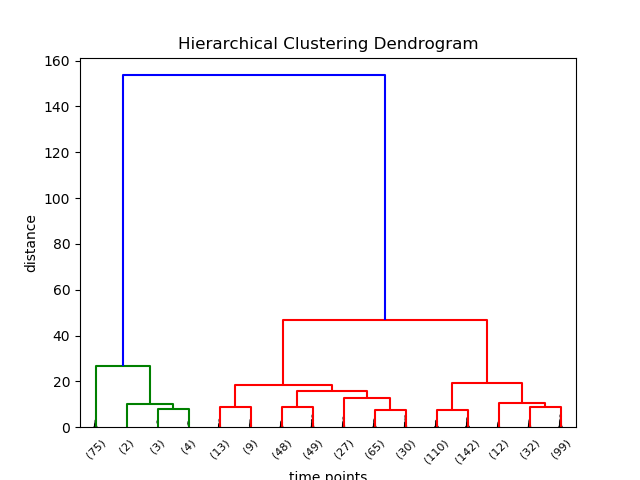 Hierarchical Clustering Dendrogram
160
140
120
100
80
60
40
20
0
distance
(75) (2) (3) (4) (13) (9) (48) (49) (27) (65) (30) (110) (142) (12) (32) (99)
time points